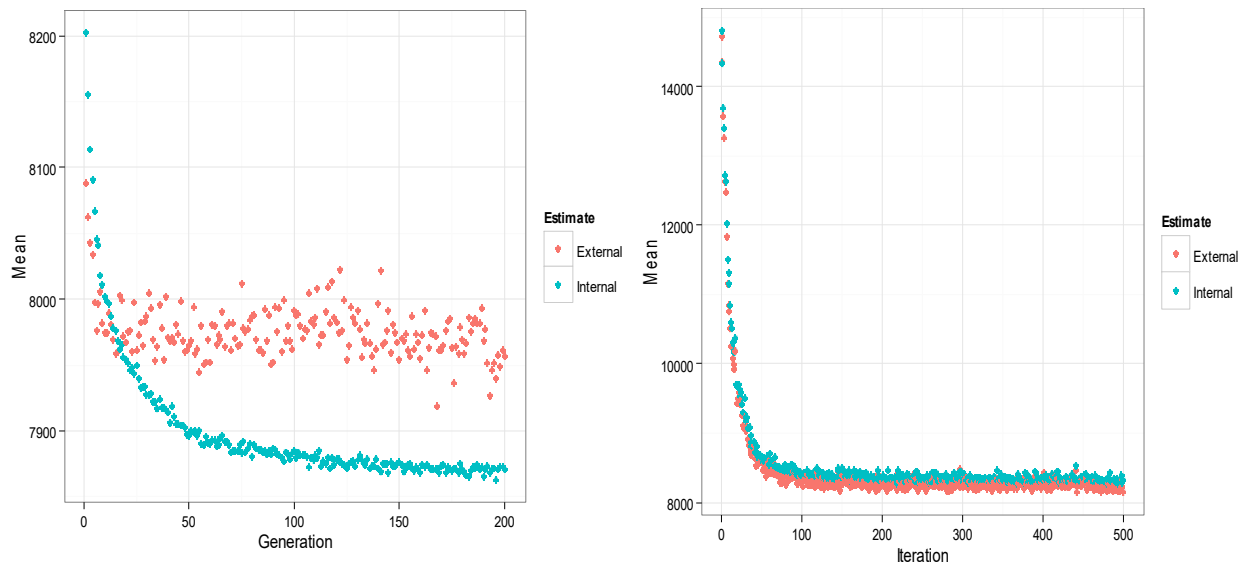 8200
8100
8000
7900
Mean
0
50
100
150
200
Generation
Estimate
External
Internal
14000
12000
10000
8000
Mean
0
100
200
300
400
500
Iteration
Estimate
External
Internal